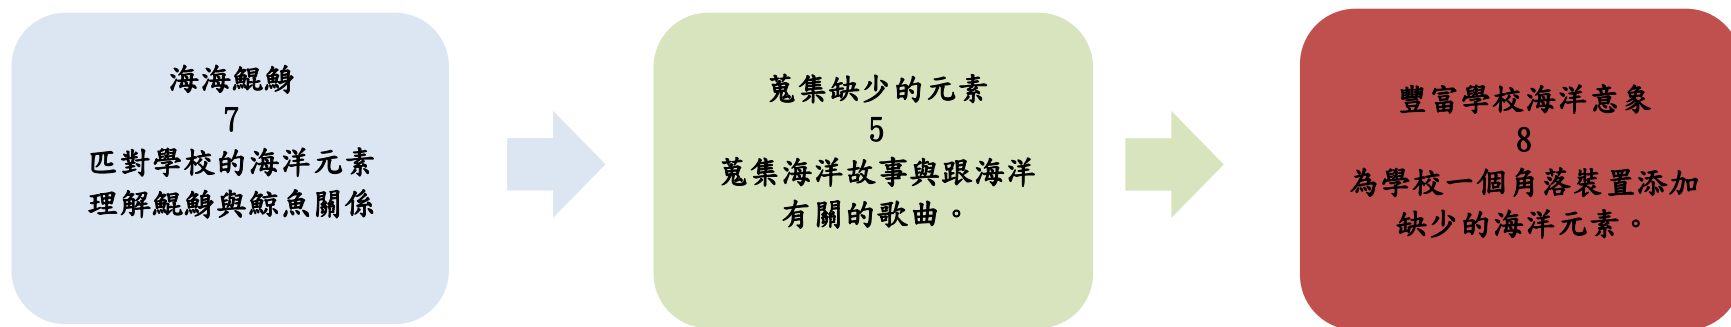 海海鯤鯓
7
匹對學校的海洋元素
理解鯤鯓與鯨魚關係
蒐集缺少的元素
5
蒐集海洋故事與跟海洋
有關的歌曲。
豐富學校海洋意象
8
為學校一個角落裝置添加
缺少的海洋元素。